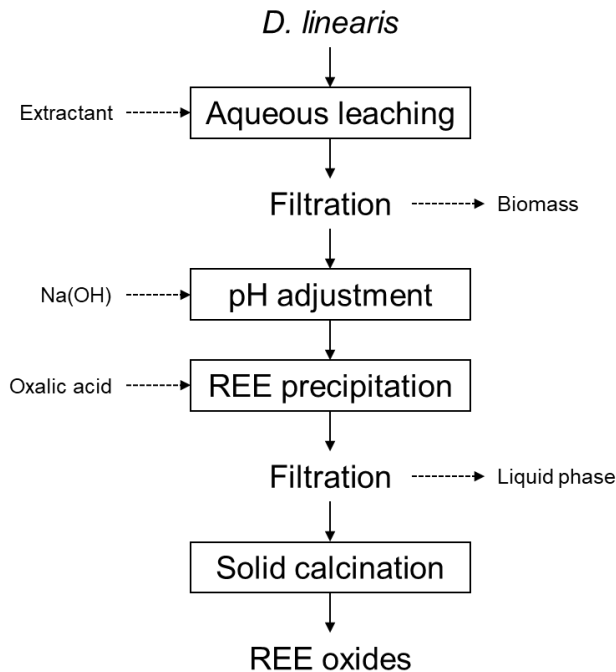 D. linearis
Extractant
Aqueous leaching
Filtration
Biomass
Na(OH)
pH adjustment
Oxalic acid
REE precipitation
Filtration
Liquid phase
Solid calcination
REE oxides